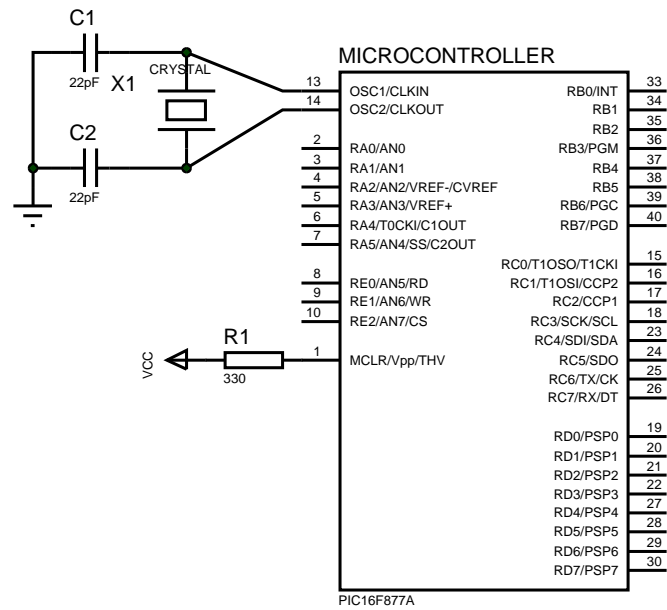 C1
22pF
X1
CRYSTAL
C2
22pF
MICROCONTROLLER
13 OSC1/CLKIN
14 OSC2/CLKOUT
2 RA0/AN0
3 RA1/AN1
4 RA2/AN2/VREF-/CVREF
5 RA3/AN3/VREF+
6 RA4/T0CKI/C1OUT
7 RA5/AN4/SS/C2OUT
8 RE0/AN5/RD
9 RE1/AN6/WR
10 RE2/AN7/CS
1 MCLR/Vpp/THV
VCC
R1
330
RB0/INT 33
RB1 34
RB2 35
RB3/PGM 36
RB4 37
RB5 38
RB6/PGC 39
RB7/PGD 40
RC0/T1OSO/T1CKI 15
RC1/T1OSI/CCP2 16
RC2/CCP1 17
RC3/SCK/SCL 18
RC4/SDI/SDA 23
RC5/SDO 24
RC6/TX/CK 25
RC7/RX/DT 26
RD0/PSP0 19
RD1/PSP1 20
RD2/PSP2 21
RD3/PSP3 22
RD4/PSP4 27
RD5/PSP5 28
RD6/PSP6 29
RD7/PSP7 30
PIC16F877A